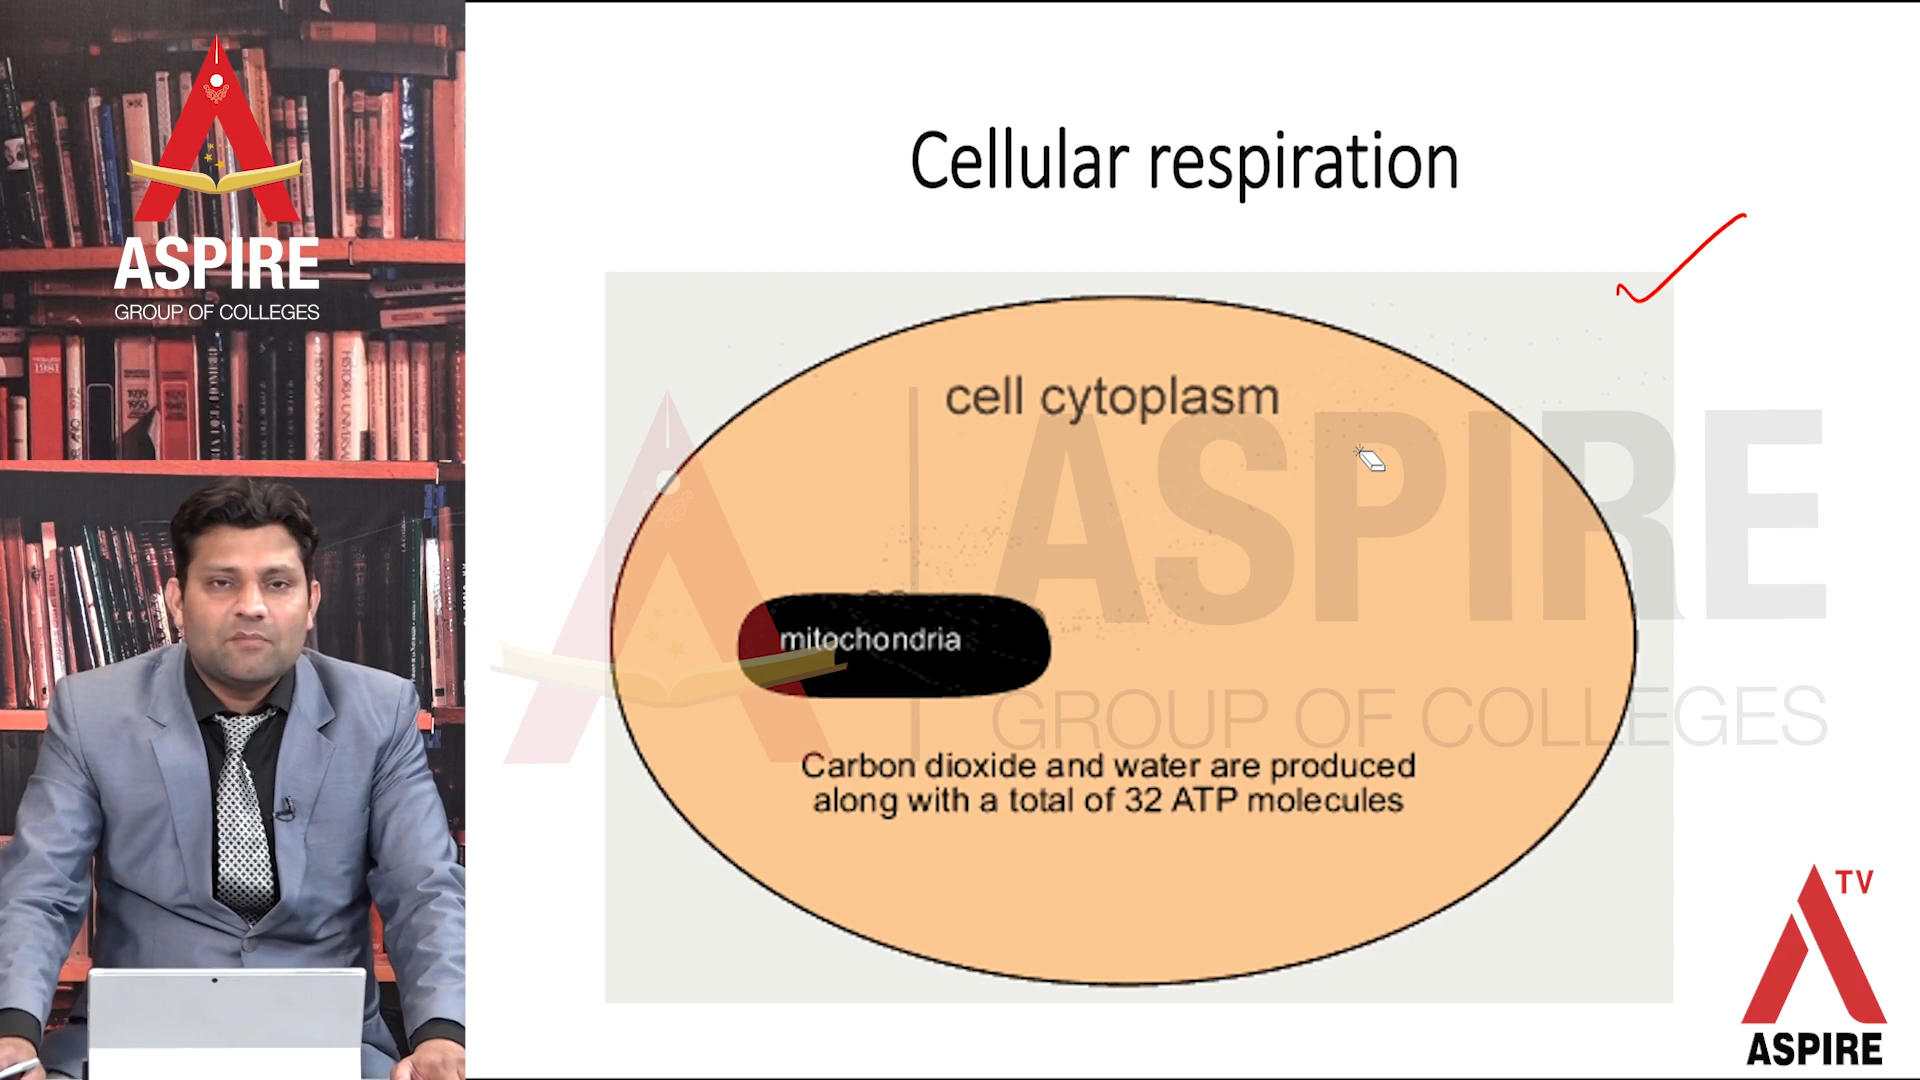 ASPIRE
GROUP OF COLLEGES
1981
Cellular respiration
cell cytoplasm
mitochondria
Carbon dioxide and water are produced
along with a total of 32 ATP molecules
ASPIRE
GROUP OF COLLEGES
TV
ASPIRE